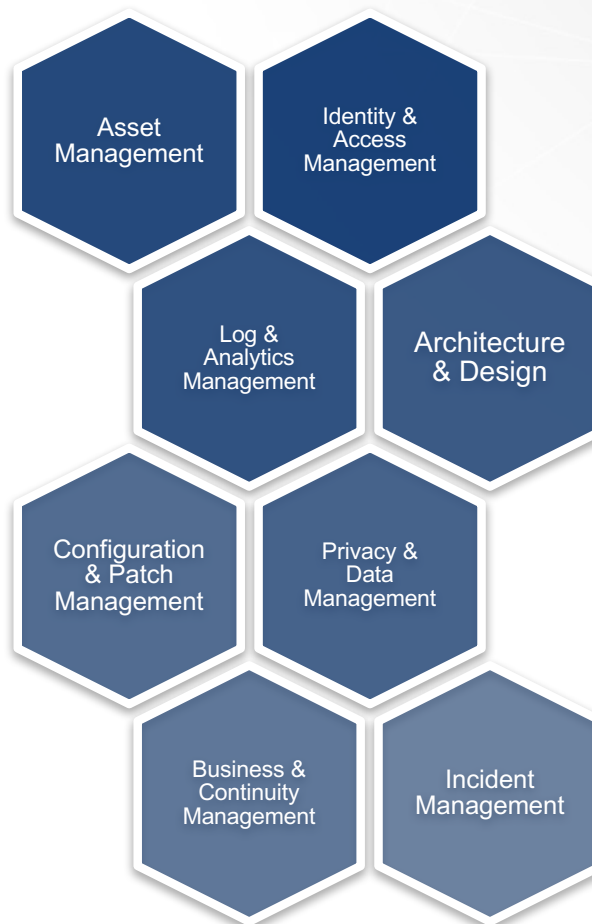 Asset
Management
Identity &
Access
Management
Log &
Analytics
Management
Architecture
& Design
Configuration
& Patch
Management
Privacy &
Data
Management
Business &
Continuity
Management
Incident
Management